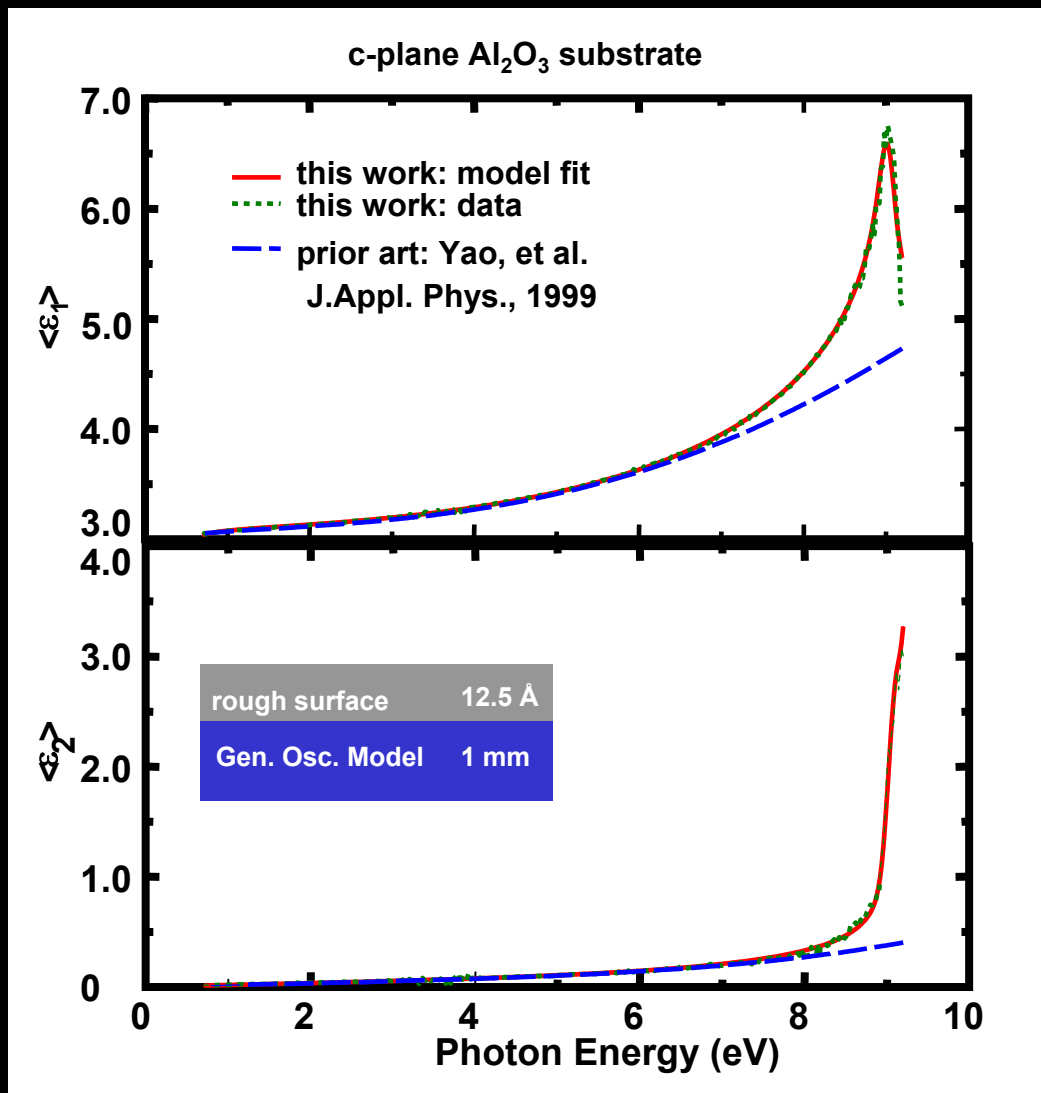 c-plane Al₂O₃ substrate
7.0
6.0
5.0
4.0
3.0
<ε₁>
this work: model fit
this work: data
prior art: Yao, et al.
J.Appl. Phys., 1999
4.0
3.0
2.0
1.0
0
<ε₂>
rough surface 12.5 Å
Gen. Osc. Model 1 mm
0 2 4 6 8 10
Photon Energy (eV)